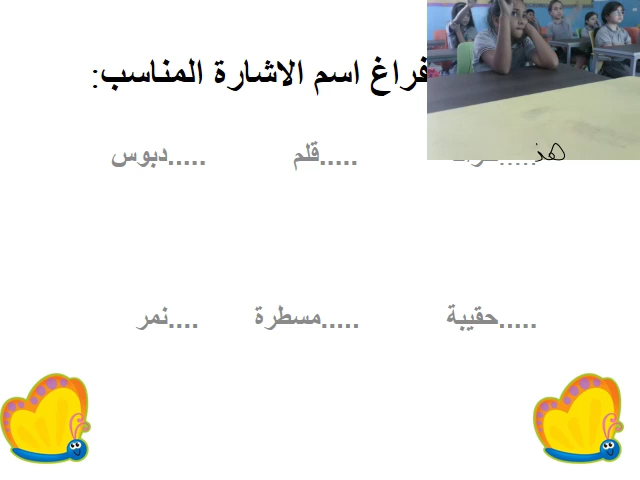 فراغ اسم الاشارة المناسب:
هذ..... .....قلم .....دبوس
.....حقيبة .....مسطرة ....نمر